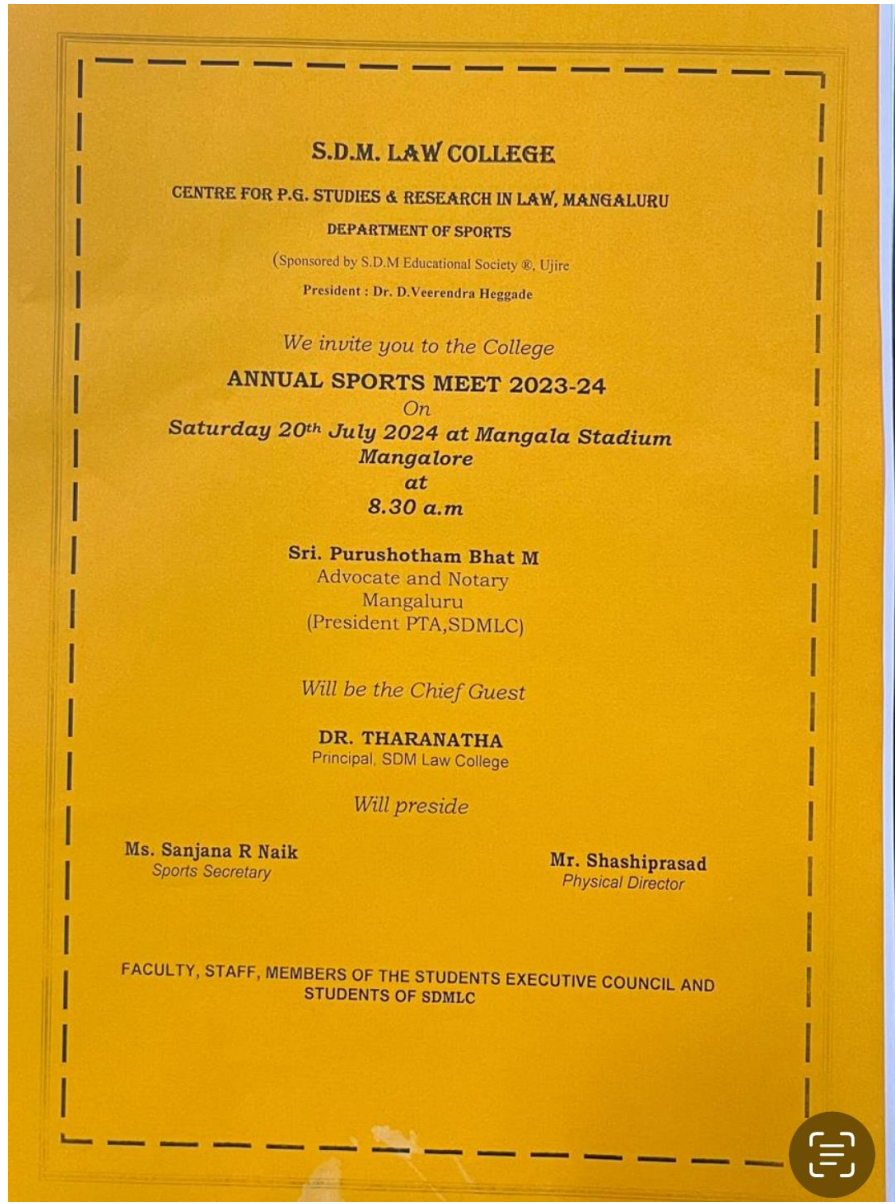 S.D.M. LAW COLLEGE
CENTRE FOR P.G. STUDIES & RESEARCH IN LAW, MANGALURU
DEPARTMENT OF SPORTS
(Sponsored by S.D.M Educational Society ®, Ujire
President : Dr. D.Veerendra Heggade
We invite you to the College
ANNUAL SPORTS MEET 2023-24
On
Saturday 20th July 2024 at Mangala Stadium
Mangalore
at
8.30 a.m
Sri. Purushotham Bhat M
Advocate and Notary
Mangaluru
(President PTA,SDMLC)
Will be the Chief Guest
DR. THARANATHA
Principal, SDM Law College
Will preside
Ms. Sanjana R Naik
Sports Secretary
Mr. Shashiprasad
Physical Director
FACULTY, STAFF, MEMBERS OF THE STUDENTS EXECUTIVE COUNCIL AND
STUDENTS OF SDMLC